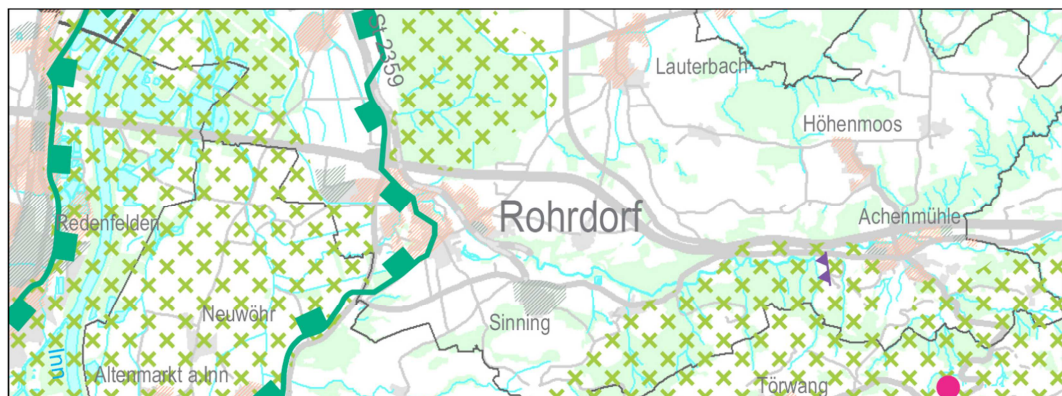 St 2359
Lauterbach
Höhenmoos
Redenfelden
Rohrdorf
Achenmühle
Neuwöhr
Sinning
Inn
Altenmarkt a.Inn
Törwang